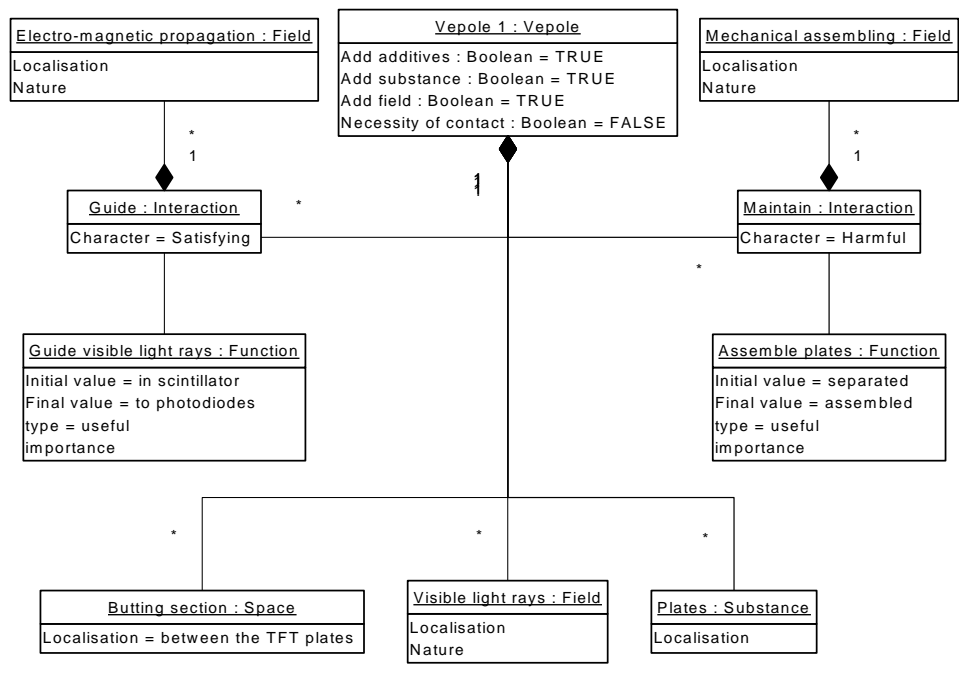 Electro-magnetic propagation : Field
Localisation
Nature
Vepole 1 : Vepole
Add additives : Boolean = TRUE
Add substance : Boolean = TRUE
Add field : Boolean = TRUE
Necessity of contact : Boolean = FALSE
Mechanical assembling : Field
Localisation
Nature
*
1
1
*
1
Guide : Interaction
Character = Satisfying
*
Maintain : Interaction
Character = Harmful
*
Guide visible light rays : Function
Initial value = in scintillator
Final value = to photodiodes
type = useful
importance
Assemble plates : Function
Initial value = separated
Final value = assembled
type = useful
importance
*
*
*
Butting section : Space
Localisation = between the TFT plates
Visible light rays : Field
Localisation
Nature
Plates : Substance
Localisation